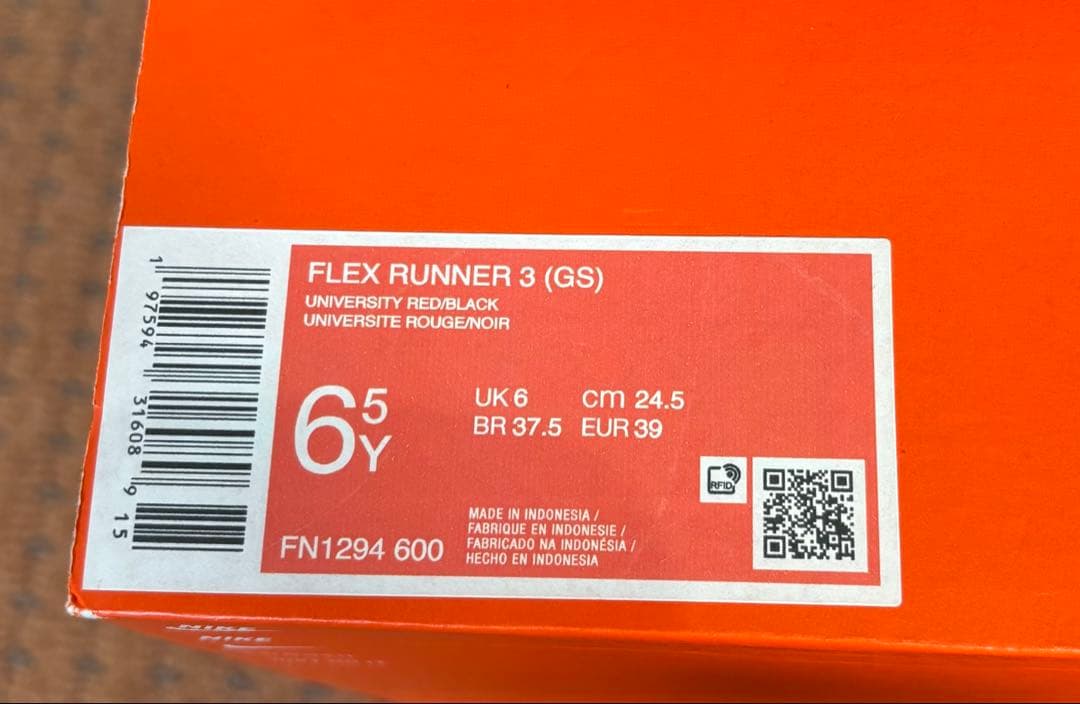 FLEX RUNNER 3 (GS)
UNIVERSITY RED/BLACK
UNIVERSITE ROUGE/NOIR
6 5 Y
UK 6 cm 24.5
BR 37.5 EUR 39
RFID
MADE IN INDONESIA /
FABRIQUE EN INDONESIE /
FABRICADO NA INDONÉSIA /
HECHO EN INDONESIA
FN1294 600
1 97594 31608 9 15
NIKE
NIKE